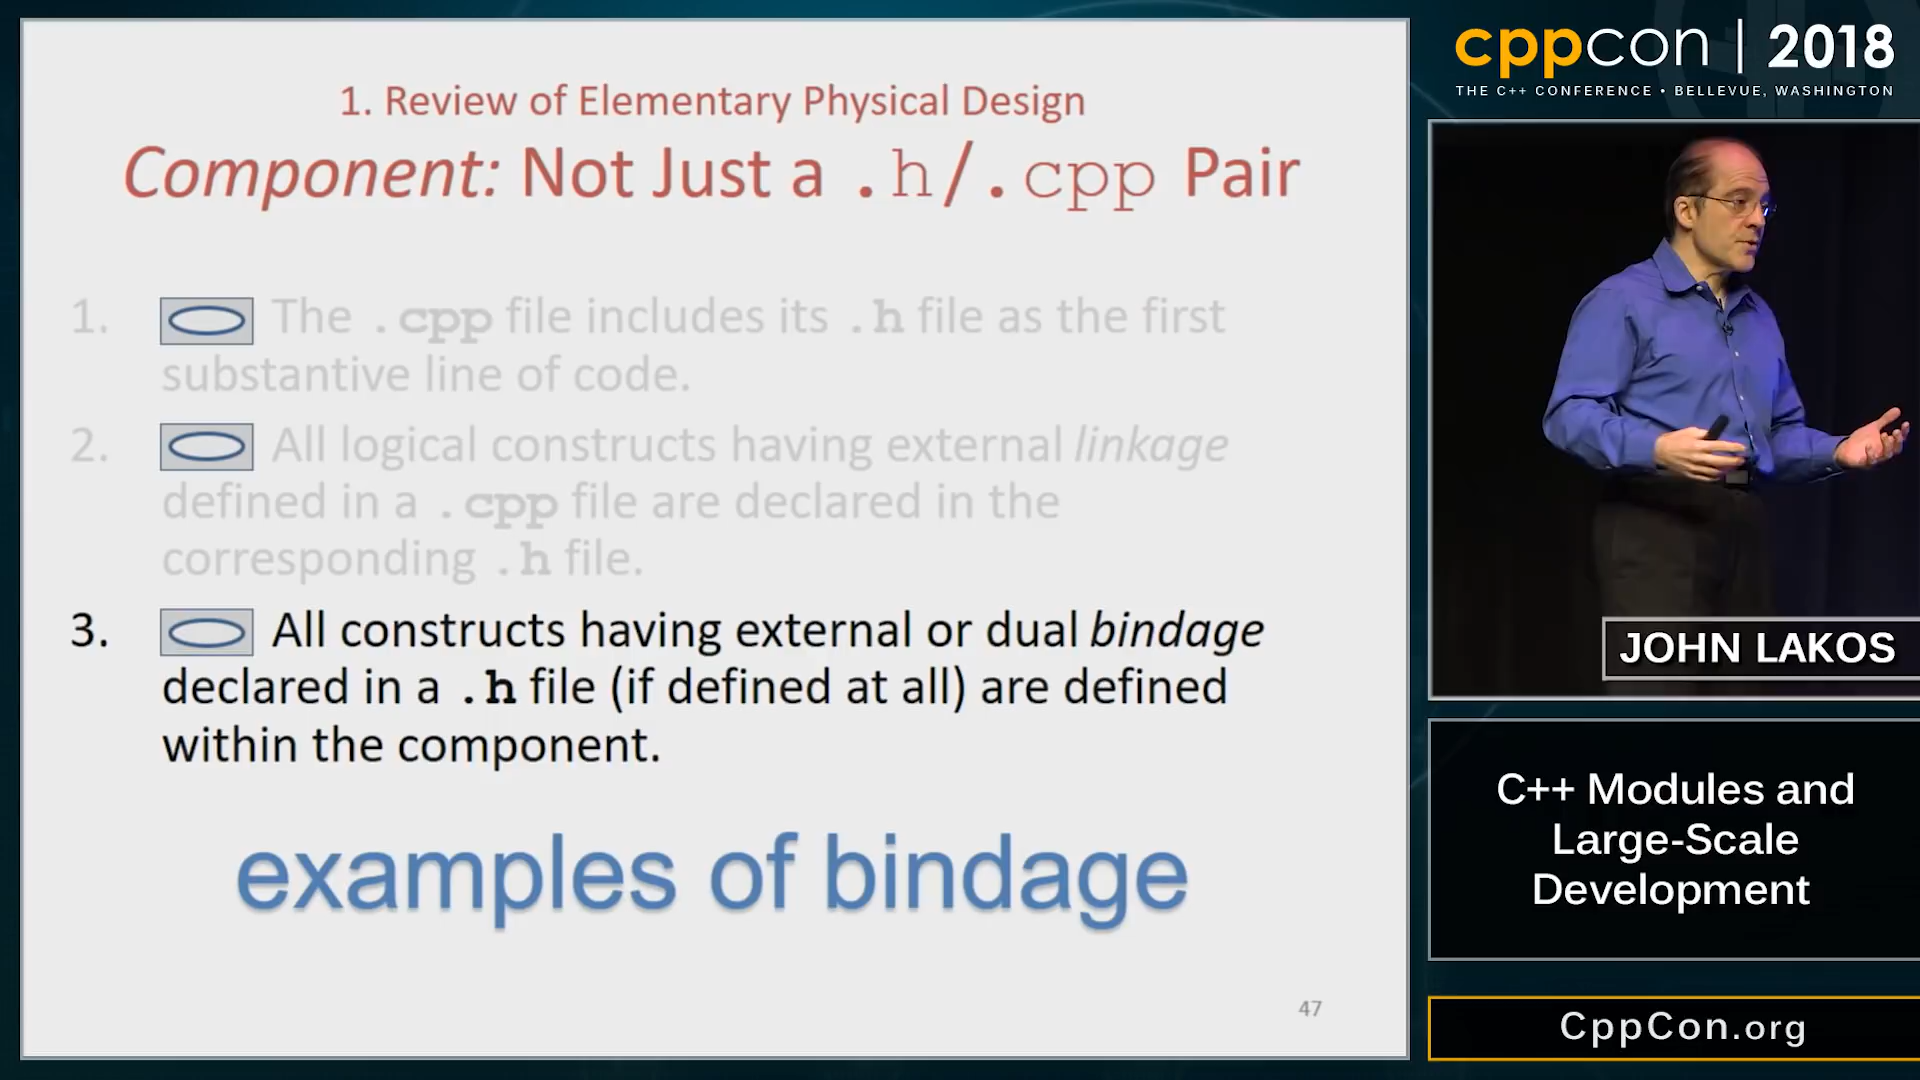 1. Review of Elementary Physical Design
Component: Not Just a .h/.cpp Pair
1. The .cpp file includes its .h file as the first
substantive line of code.
2. All logical constructs having external linkage
defined in a .cpp file are declared in the
corresponding .h file.
3. All constructs having external or dual bindage
declared in a .h file (if defined at all) are defined
within the component.
examples of bindage
47
cppcon | 2018
THE C++ CONFERENCE • BELLEVUE, WASHINGTON
JOHN LAKOS
C++ Modules and
Large-Scale
Development
CppCon.org